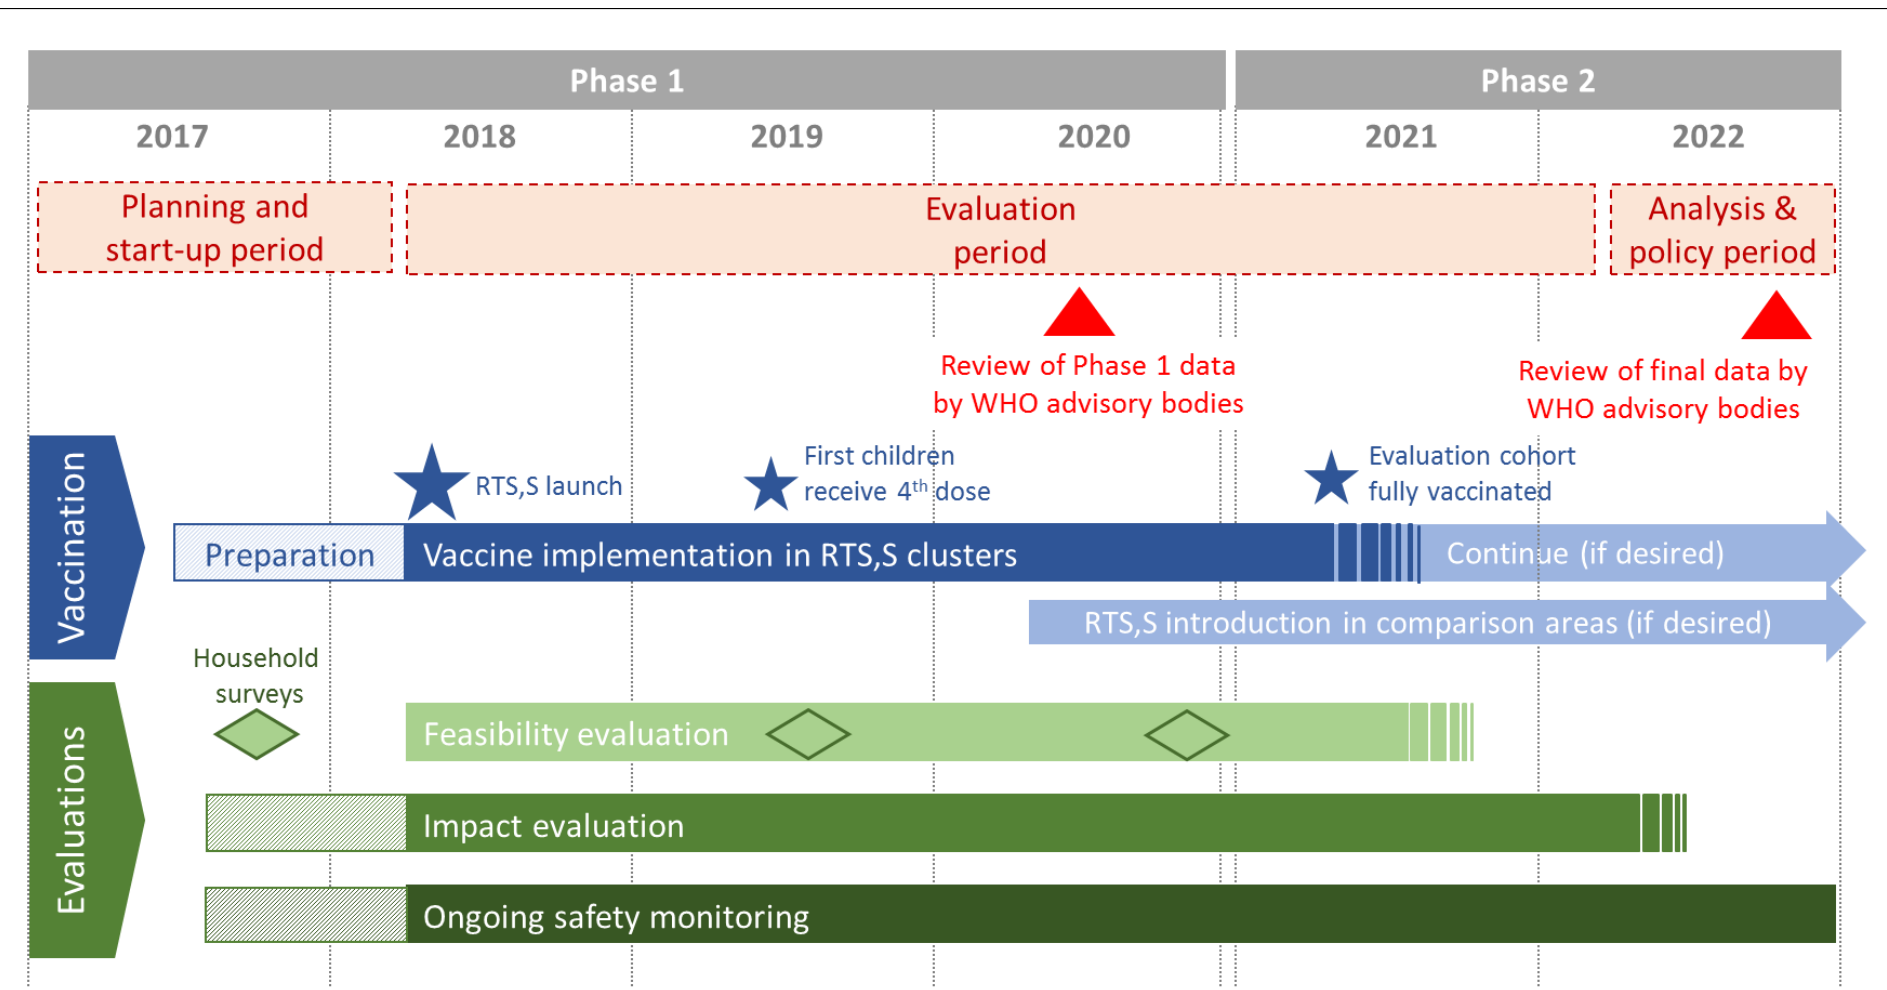 Phase 1
Phase 2
2017
2018
2019
2020
2021
2022
Planning and
start-up period
Evaluation
period
Analysis &
policy period
Review of Phase 1 data
by WHO advisory bodies
Review of final data by
WHO advisory bodies
Vaccination
RTS,S launch
First children
receive 4th dose
Evaluation cohort
fully vaccinated
Preparation
Vaccine implementation in RTS,S clusters
Continue (if desired)
RTS,S introduction in comparison areas (if desired)
Evaluations
Household
surveys
Feasibility evaluation
Impact evaluation
Ongoing safety monitoring